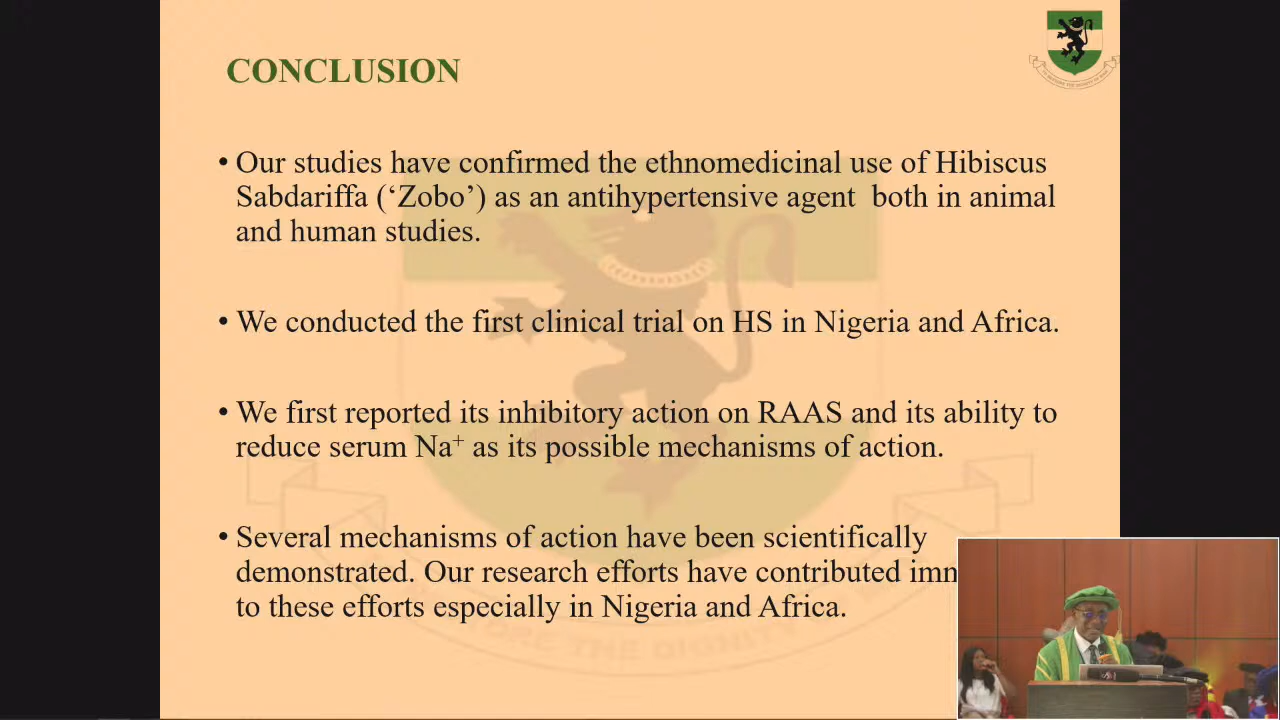 CONCLUSION
• Our studies have confirmed the ethnomedicinal use of Hibiscus
Sabdariffa (‘Zobo’) as an antihypertensive agent both in animal
and human studies.
• We conducted the first clinical trial on HS in Nigeria and Africa.
• We first reported its inhibitory action on RAAS and its ability to
reduce serum Na⁺ as its possible mechanisms of action.
• Several mechanisms of action have been scientifically
demonstrated. Our research efforts have contributed
to these efforts especially in Nigeria and Africa.